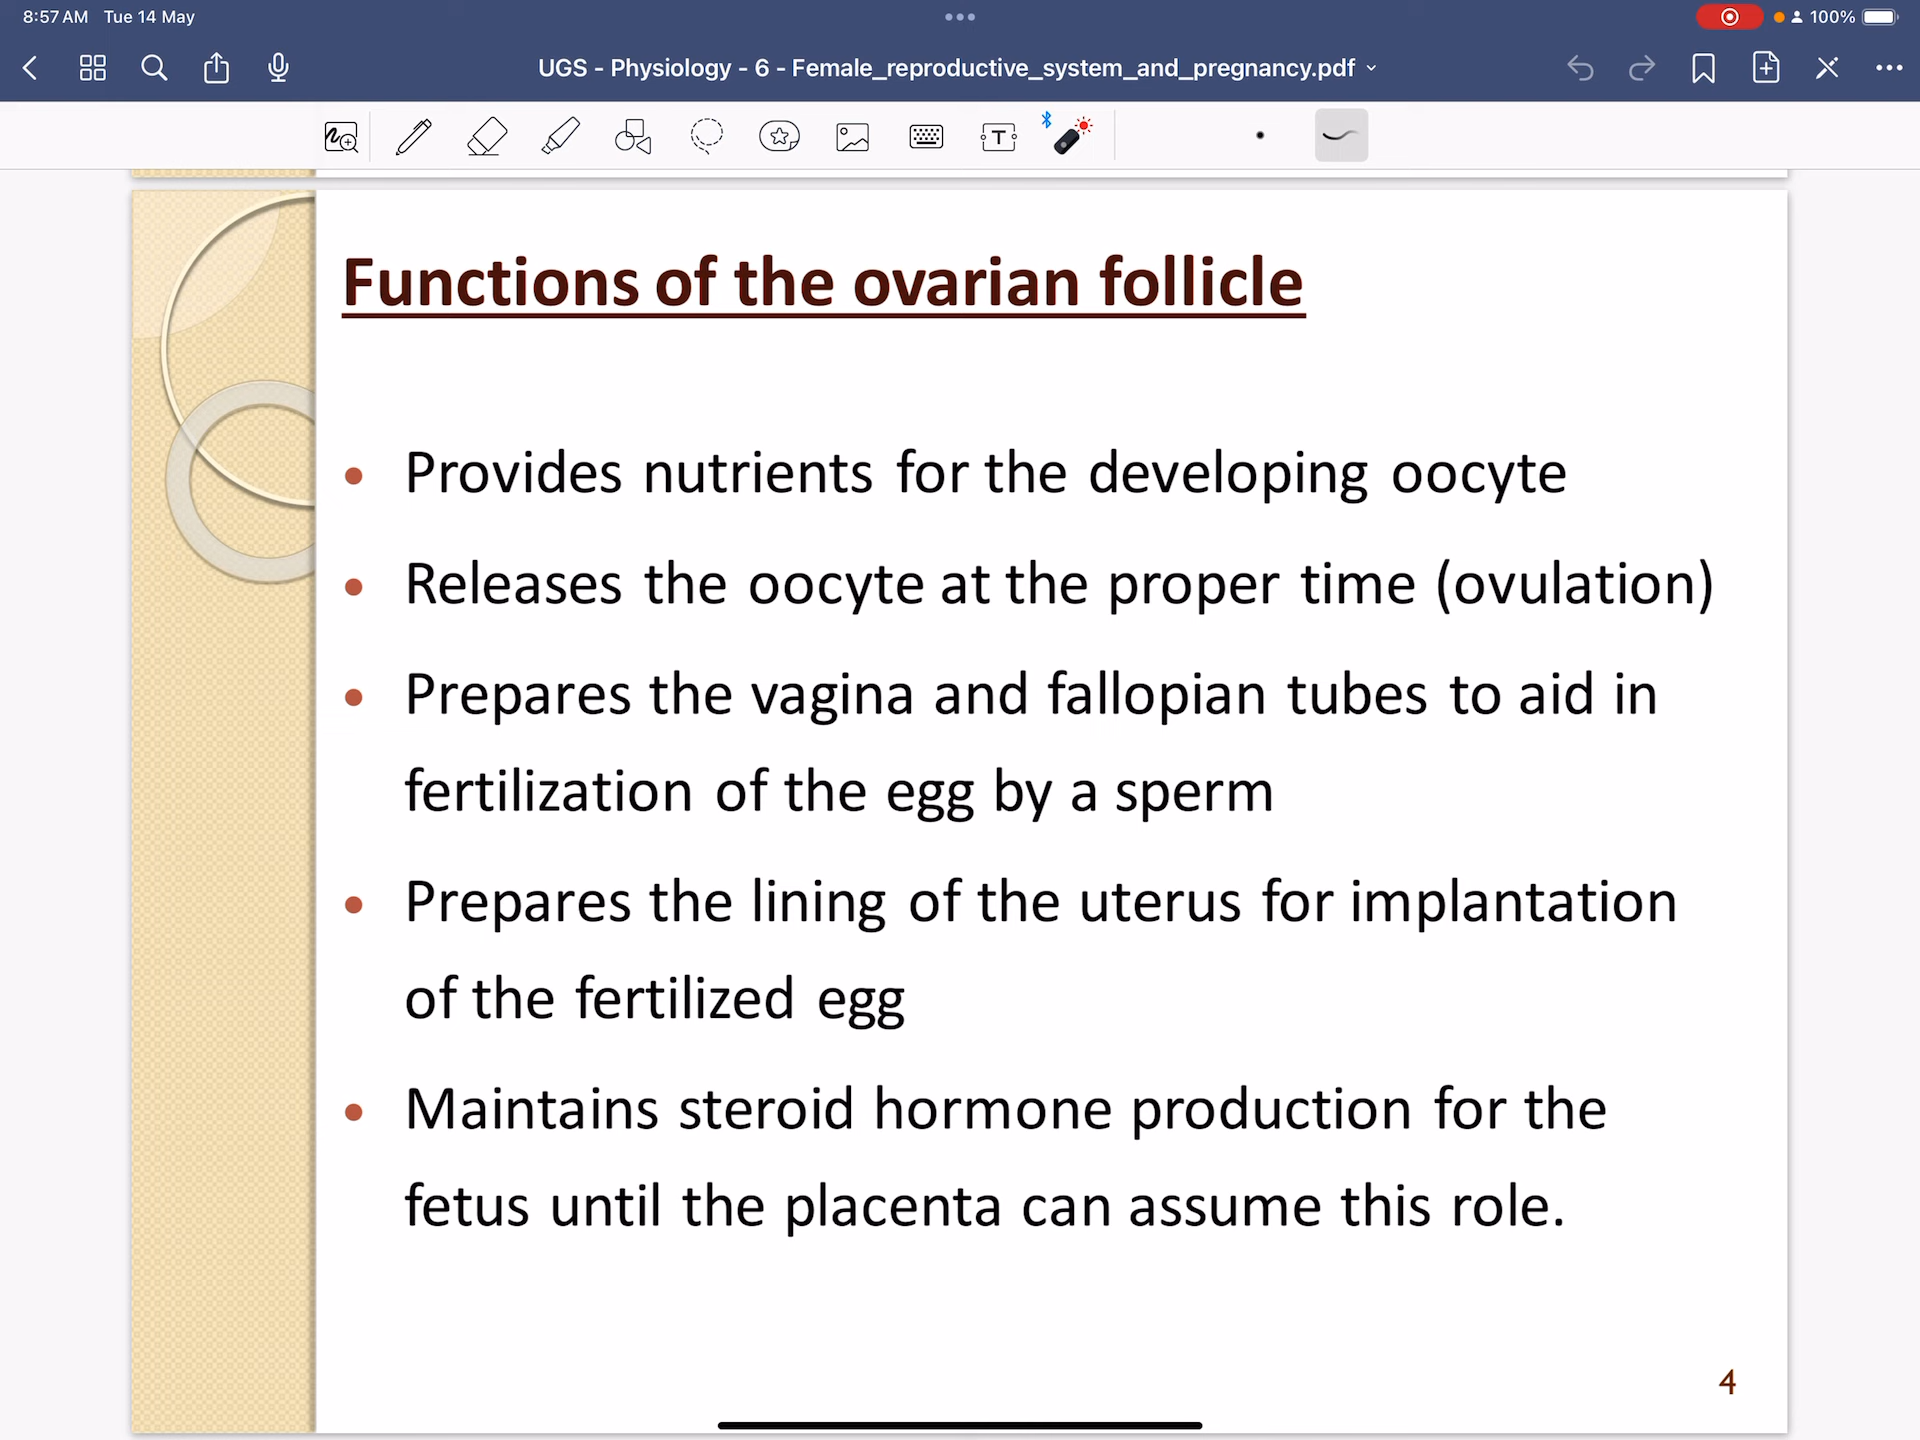 8:57 AM Tue 14 May
100%
UGS - Physiology - 6 - Female_reproductive_system_and_pregnancy.pdf
T
Functions of the ovarian follicle
• Provides nutrients for the developing oocyte
• Releases the oocyte at the proper time (ovulation)
• Prepares the vagina and fallopian tubes to aid in
fertilization of the egg by a sperm
• Prepares the lining of the uterus for implantation
of the fertilized egg
• Maintains steroid hormone production for the
fetus until the placenta can assume this role.
4